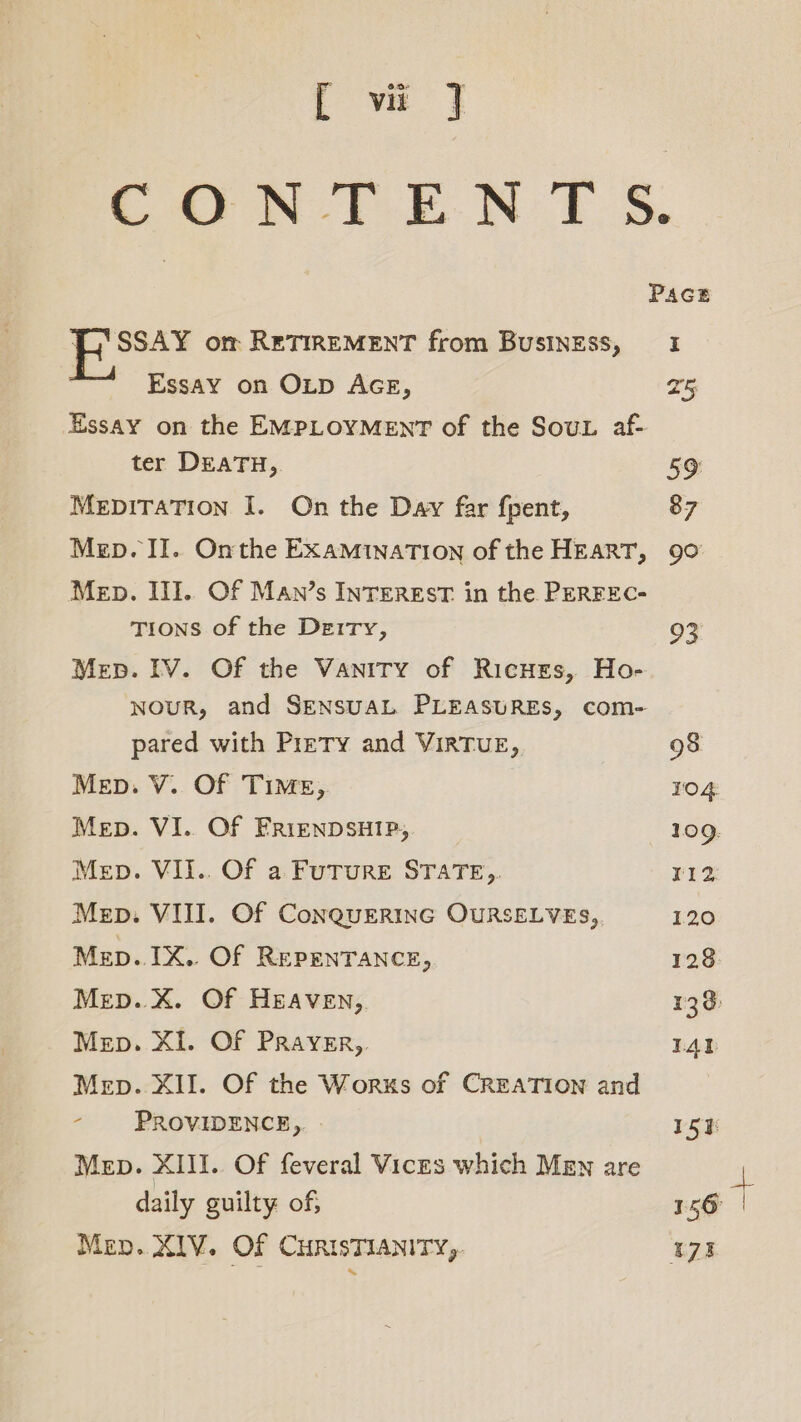 [ vii ]
CONTENTS.
PAGE
ESSAY on RETIREMENT from BUSINESS, 1
ESSAY on OLD AGE, 25
ESSAY on the EMPLOYMENT of the SOUL af-
ter DEATH, 59
MEDITATION I. On the DAY far ſpent, 87
MED. II. On the EXAMINATION of the HEART, 90
MED. III. Of MAN’s INTEREST in the PERFEC-
TIONS of the DEITY, 93
MED. IV. Of the VANITY of RICHES, HO-
NOUR, and SENSUAL PLEASURES, com-
pared with PIETY and VIRTUE, 98
MED. V. Of TIME, 104
MED. VI. Of FRIENDSHIP, 109
MED. VII. Of a FUTURE STATE, 112
MED. VIII. Of CONQUERING OURSELVES, 120
MED. IX. Of REPENTANCE, 128
MED. X. Of HEAVEN, 138
MED. XI. Of PRAYER, 141
MED. XII. Of the WORKS of CREATION and
PROVIDENCE, 151
MED. XIII. Of ſeveral VICES which MEN are
daily guilty of, 156
MED. XIV. Of CHRISTIANITY, 171